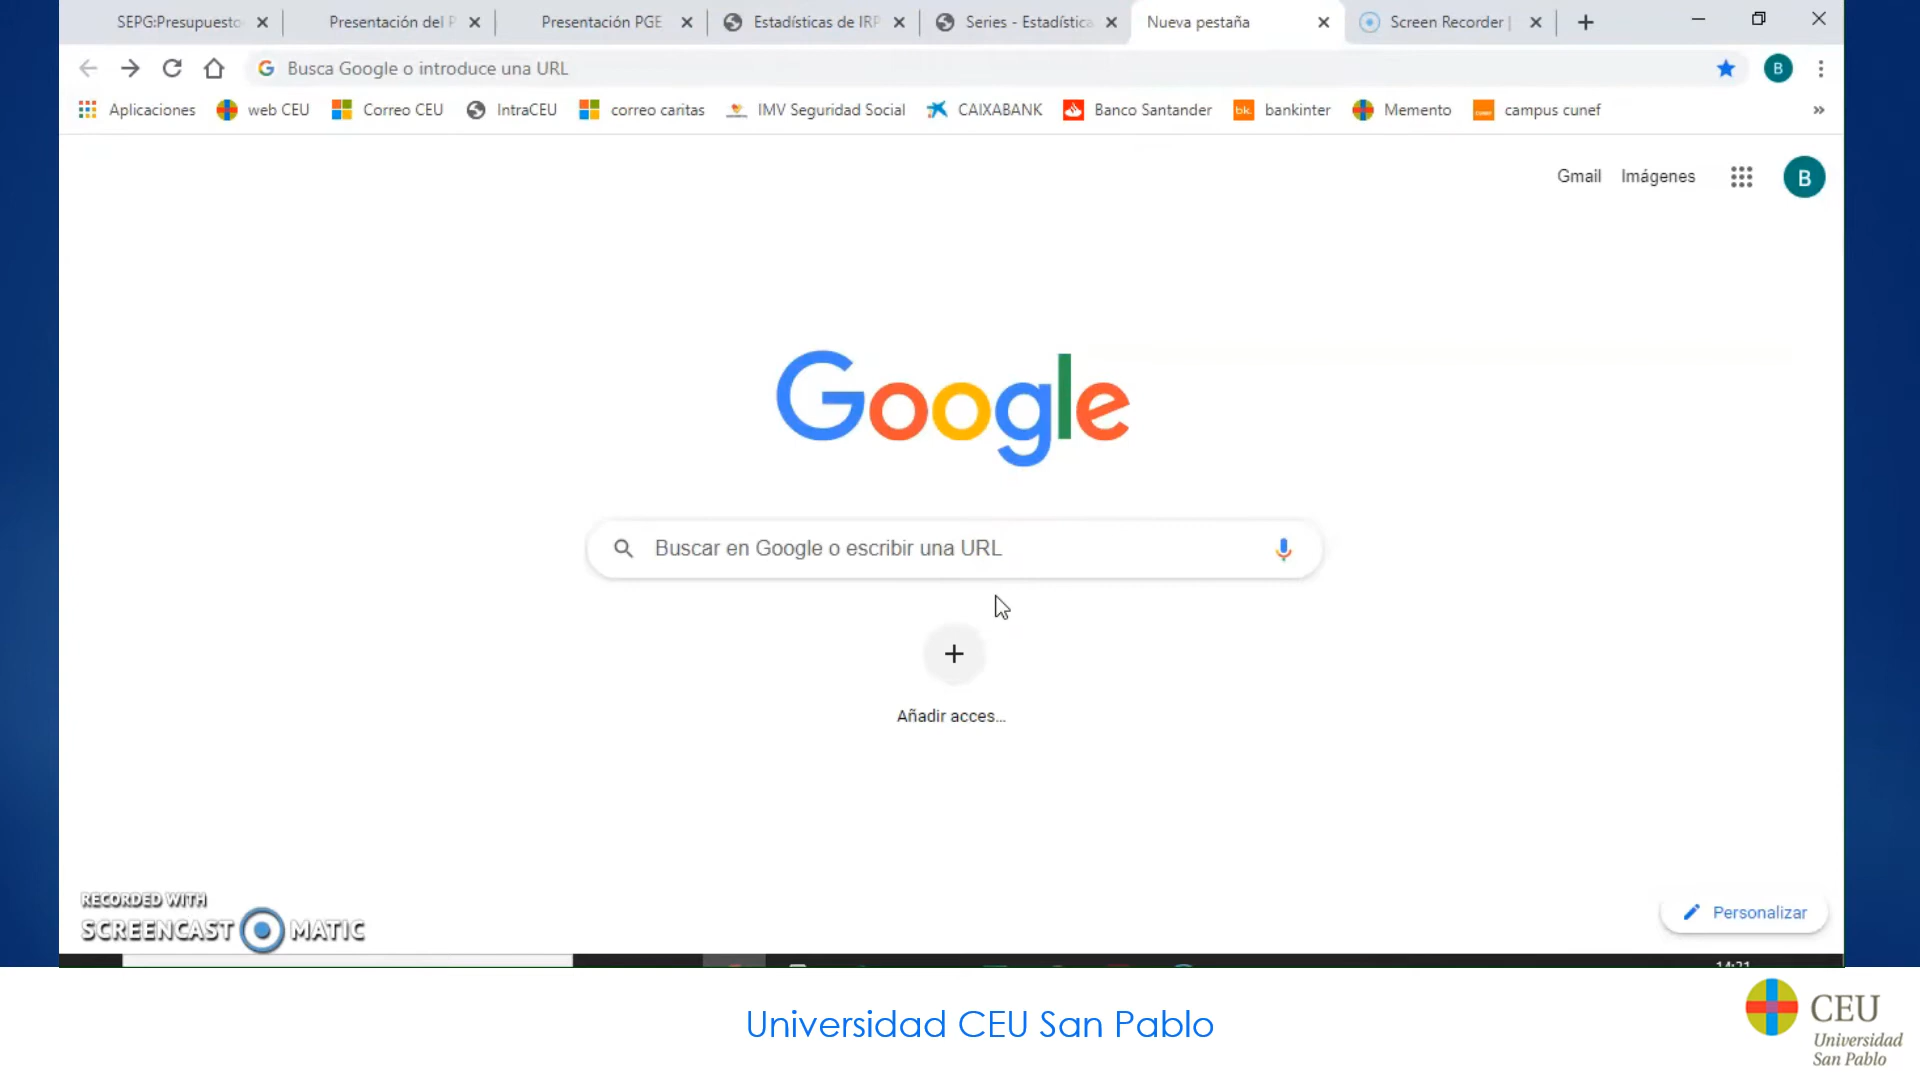 SEPG:Presupuesto
Presentación del P
Presentación PGE
Estadísticas de IRP
Series - Estadística
Nueva pestaña
Screen Recorder |
Busca Google o introduce una URL
B
Aplicaciones
web CEU
Correo CEU
IntraCEU
correo caritas
IMV Seguridad Social
CAIXABANK
bk.
Banco Santander
bankinter
Memento
campus cunef
»
Gmail
Imágenes
B
Google
Buscar en Google o escribir una URL
Añadir acces...
RECORDED WITH
SCREENCAST MATIC
Personalizar
Universidad CEU San Pablo
CEU
Universidad
San Pablo